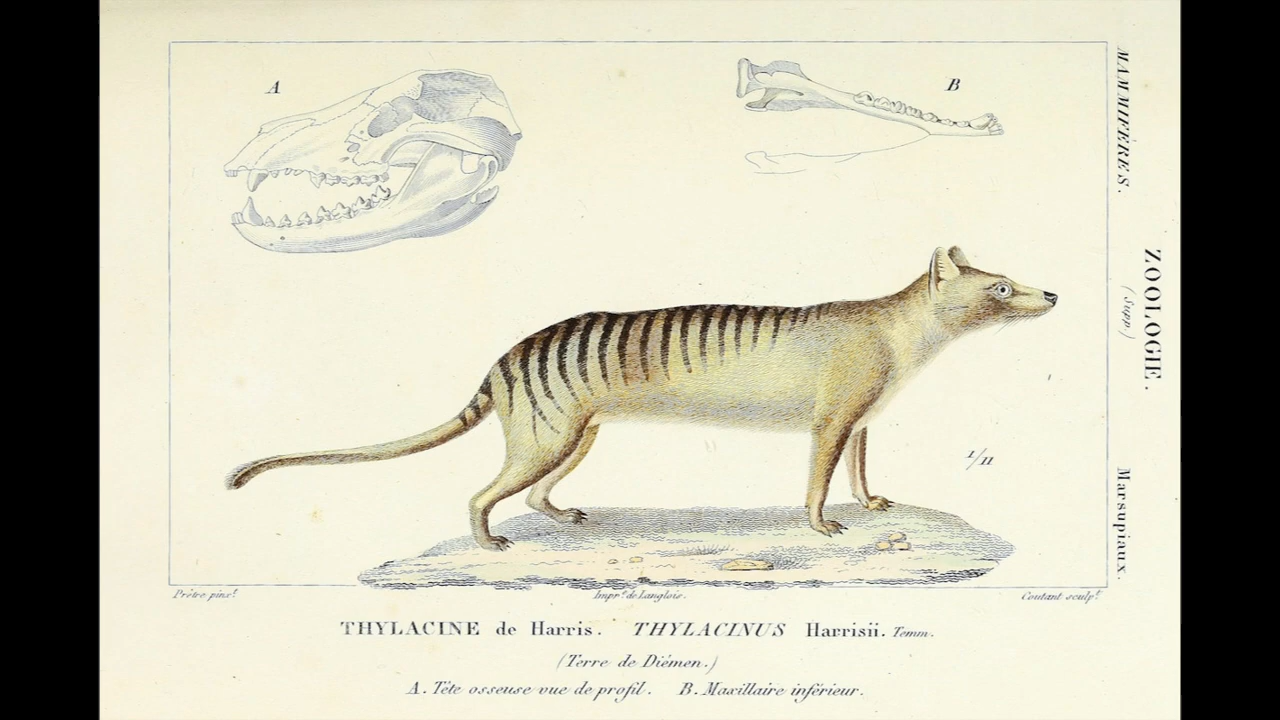 A
B
MAMMIFÈRES.
ZOOLOGIE.
(Supp.)
Marsupiaux.
1/11
Prêtre pinx.t
Impr.e de Langlois.
Coutant sculp.t
THYLACINE de Harris. THYLACINUS Harrisii. Temm.
(Terre de Diémen.)
A. Tête osseuse vue de profil. B. Maxillaire inférieur.